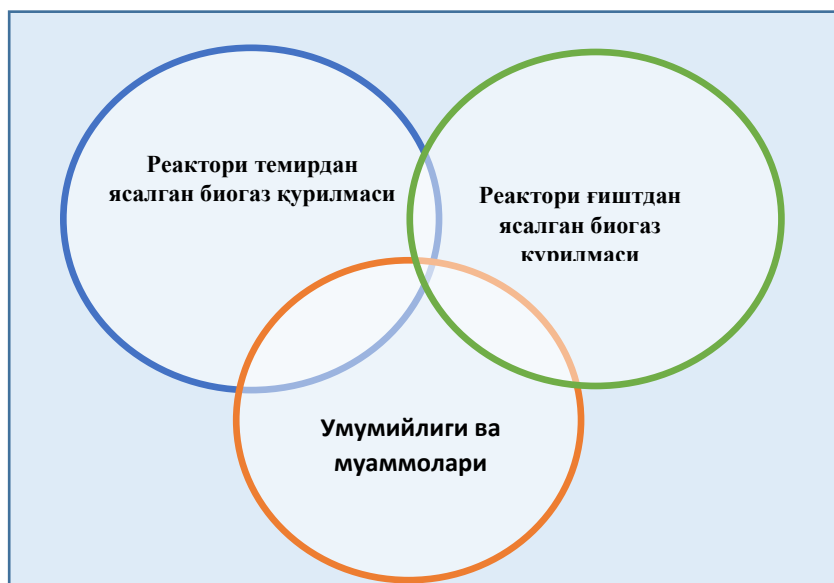 Реактори темирдан
ясалган биогаз қурилмаси
Реактори ғиштдан
ясалган биогаз
қурилмаси
Умумийлиги ва
муаммолари